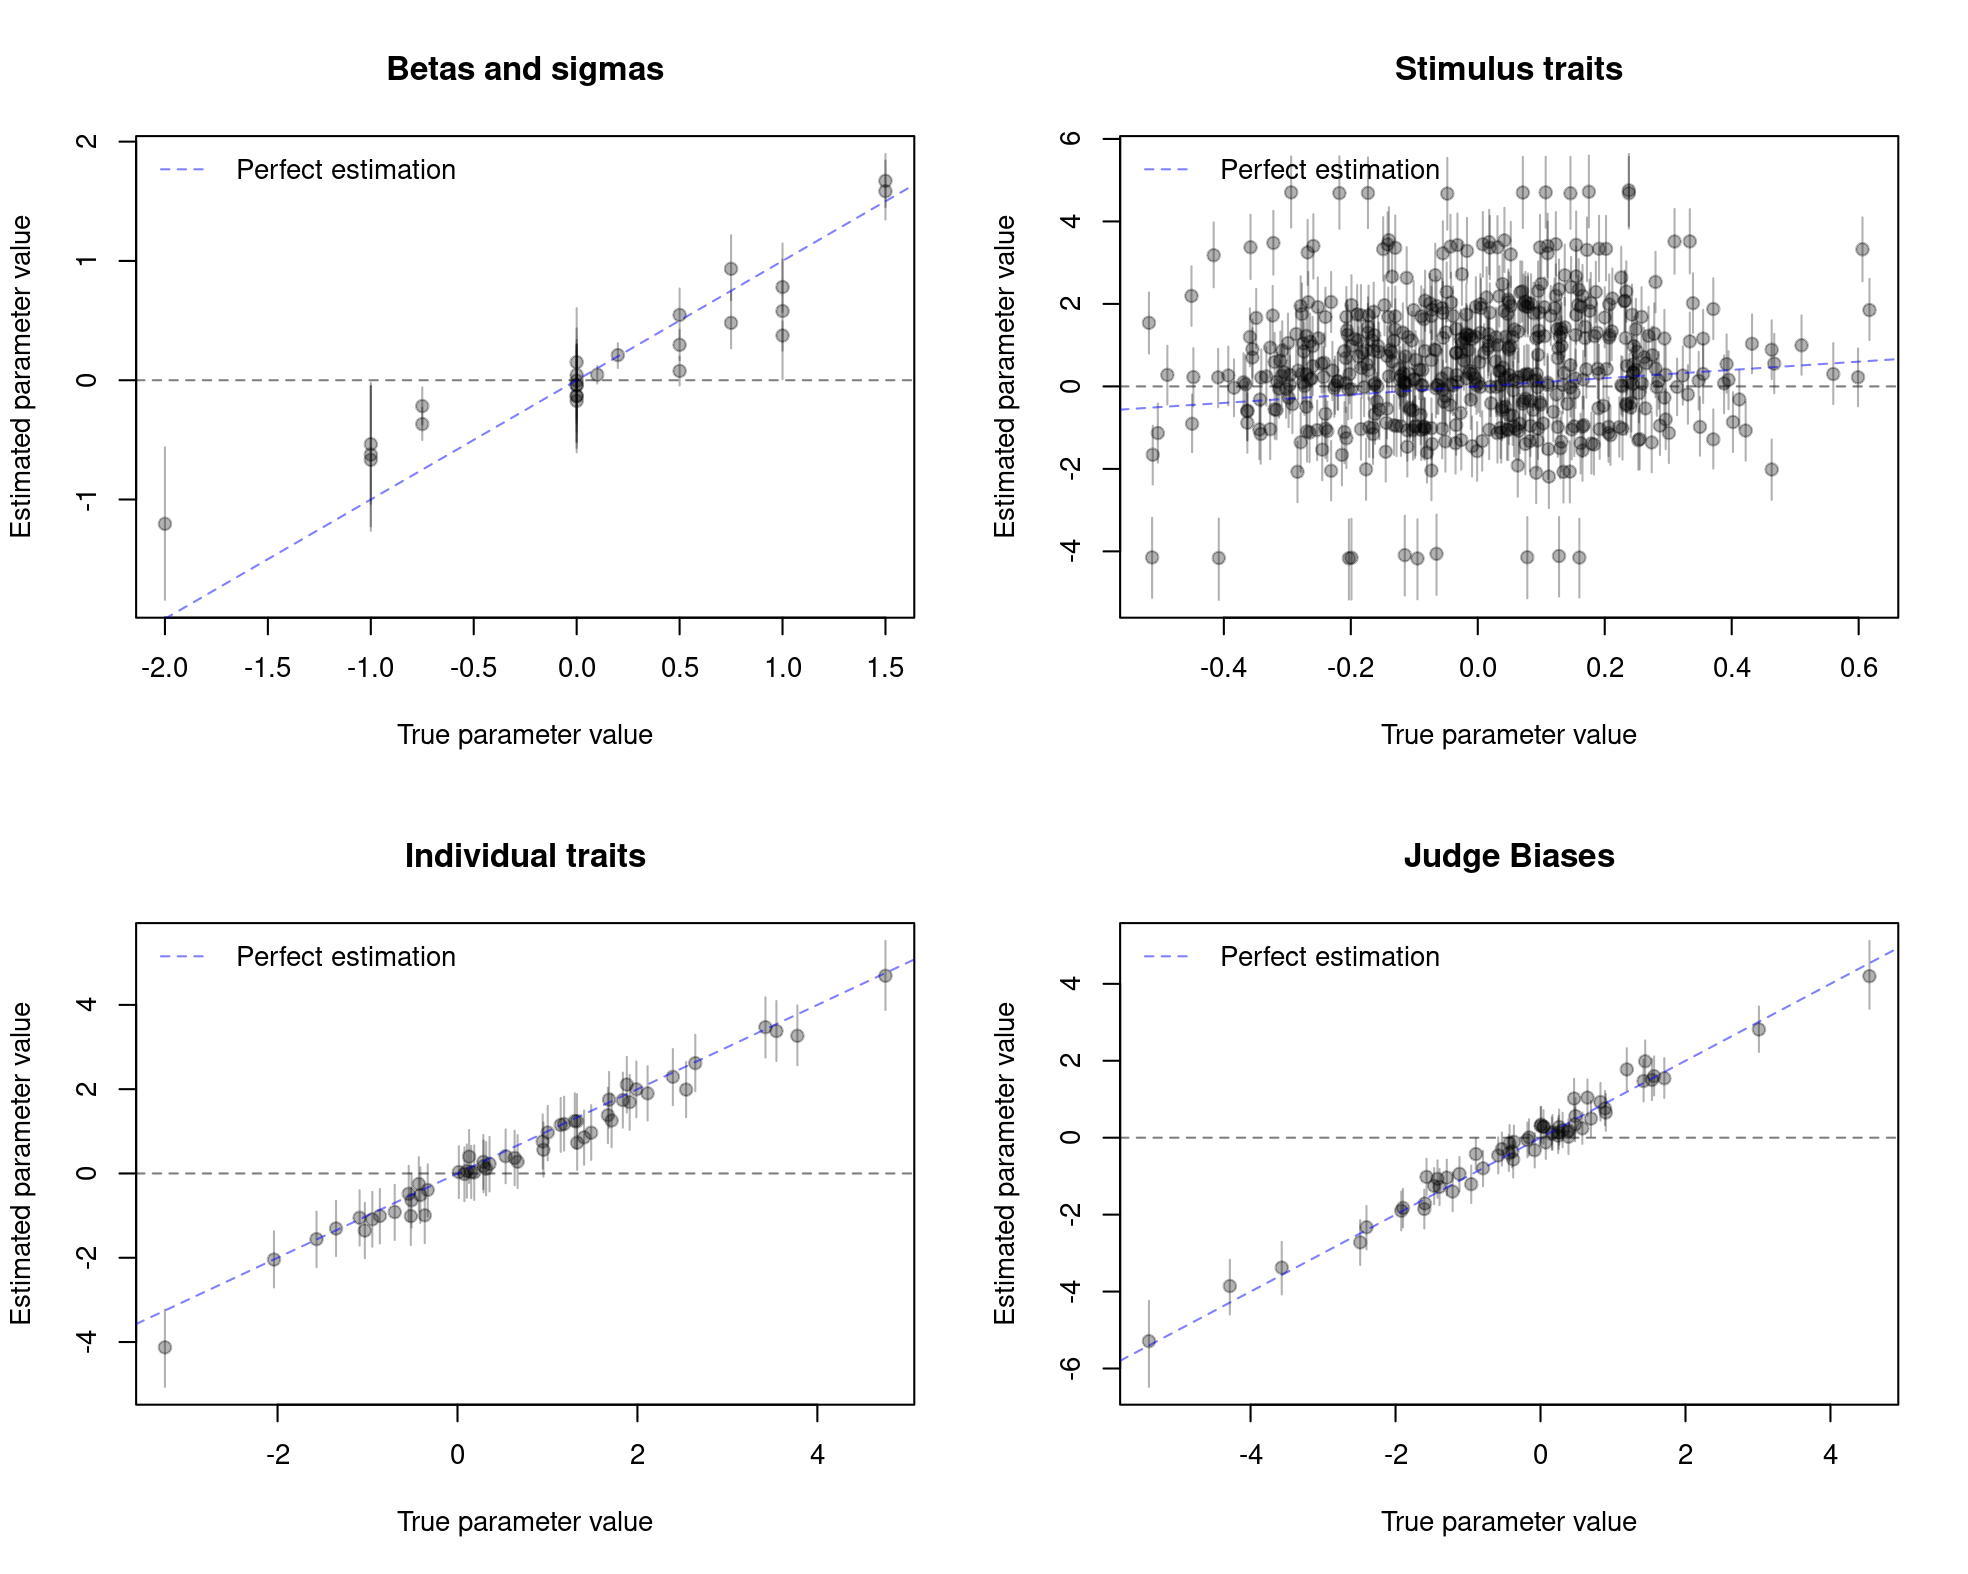 Betas and sigmas
Perfect estimation
Estimated parameter value
2
1
0
-1
-2.0 -1.5 -1.0 -0.5 0.0 0.5 1.0 1.5
True parameter value
Stimulus traits
Perfect estimation
Estimated parameter value
6
4
2
0
-2
-4
-0.4 -0.2 0.0 0.2 0.4 0.6
True parameter value
Individual traits
Perfect estimation
Estimated parameter value
4
2
0
-2
-4
-2 0 2 4
True parameter value
Judge Biases
Perfect estimation
Estimated parameter value
4
2
0
-2
-4
-6
-4 -2 0 2 4
True parameter value